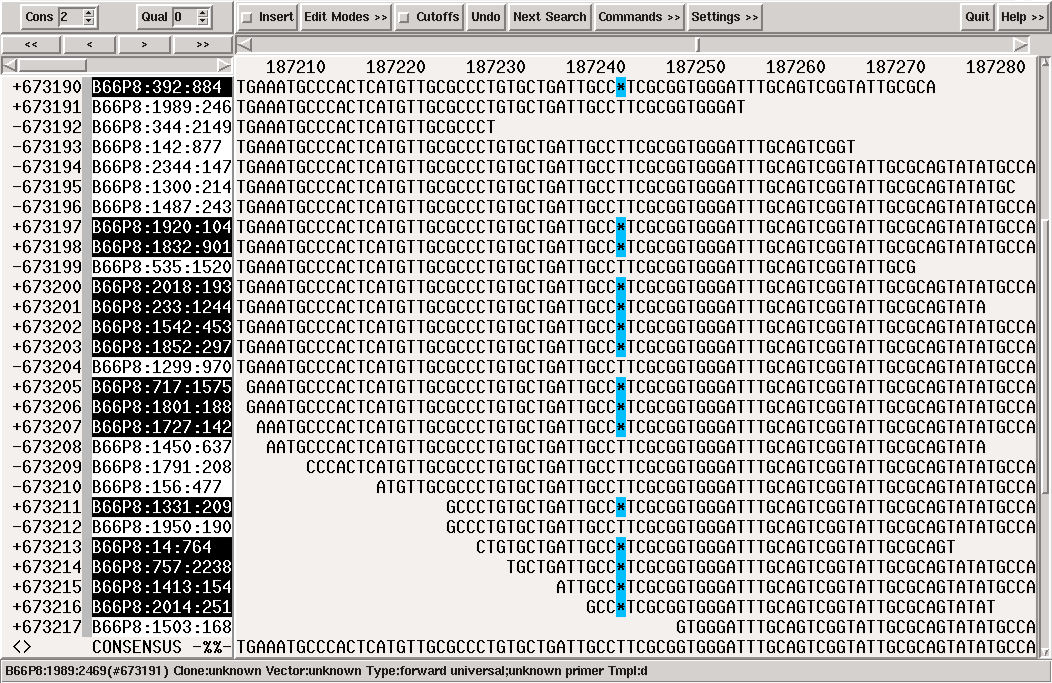 Cons 2 Qual 0 Insert Edit Modes >> Cutoffs Undo Next Search Commands >> Settings >> Quit Help >>
<< < > >>
187210 187220 187230 187240 187250 187260 187270 187280
+673190 B66P8:392:884 TGAAATGCCCACTCATGTTGCGCCCTGTGCTGATTGCC*TCGCGGTGGGATTTGCAGTCGGTATTGCGCA
+673191 B66P8:1989:246 TGAAATGCCCACTCATGTTGCGCCCTGTGCTGATTGCCTTCGCGGTGGGAT
-673192 B66P8:344:2149 TGAAATGCCCACTCATGTTGCGCCCT
-673193 B66P8:142:877 TGAAATGCCCACTCATGTTGCGCCCTGTGCTGATTGCCTTCGCGGTGGGATTTGCAGTCGGT
-673194 B66P8:2344:147 TGAAATGCCCACTCATGTTGCGCCCTGTGCTGATTGCCTTCGCGGTGGGATTTGCAGTCGGTATTGCGCAGTATATGCCA
-673195 B66P8:1300:214 TGAAATGCCCACTCATGTTGCGCCCTGTGCTGATTGCCTTCGCGGTGGGATTTGCAGTCGGTATTGCGCAGTATATGC
-673196 B66P8:1487:243 TGAAATGCCCACTCATGTTGCGCCCTGTGCTGATTGCCTTCGCGGTGGGATTTGCAGTCGGTATTGCGCAGTATATGCCA
+673197 B66P8:1920:104 TGAAATGCCCACTCATGTTGCGCCCTGTGCTGATTGCC*TCGCGGTGGGATTTGCAGTCGGTATTGCGCAGTATATGCCA
+673198 B66P8:1832:901 TGAAATGCCCACTCATGTTGCGCCCTGTGCTGATTGCC*TCGCGGTGGGATTTGCAGTCGGTATTGCGCAGTATATGCCA
-673199 B66P8:535:1520 TGAAATGCCCACTCATGTTGCGCCCTGTGCTGATTGCCTTCGCGGTGGGATTTGCAGTCGGTATTGCG
+673200 B66P8:2018:193 TGAAATGCCCACTCATGTTGCGCCCTGTGCTGATTGCC*TCGCGGTGGGATTTGCAGTCGGTATTGCGCAGTATATGCCA
+673201 B66P8:233:1244 TGAAATGCCCACTCATGTTGCGCCCTGTGCTGATTGCC*TCGCGGTGGGATTTGCAGTCGGTATTGCGCAGTATA
+673202 B66P8:1542:453 TGAAATGCCCACTCATGTTGCGCCCTGTGCTGATTGCC*TCGCGGTGGGATTTGCAGTCGGTATTGCGCAGTATATGCCA
+673203 B66P8:1852:297 TGAAATGCCCACTCATGTTGCGCCCTGTGCTGATTGCC*TCGCGGTGGGATTTGCAGTCGGTATTGCGCAGTATATGCCA
-673204 B66P8:1299:970 TGAAATGCCCACTCATGTTGCGCCCTGTGCTGATTGCCTTCGCGGTGGGATTTGCAGTCGGTATTGCGCAGTATATGCCA
+673205 B66P8:717:1575 GAAATGCCCACTCATGTTGCGCCCTGTGCTGATTGCC*TCGCGGTGGGATTTGCAGTCGGTATTGCGCAGTATATGCCA
+673206 B66P8:1801:188 GAAATGCCCACTCATGTTGCGCCCTGTGCTGATTGCC*TCGCGGTGGGATTTGCAGTCGGTATTGCGCAGTATATGCCA
+673207 B66P8:1727:142 AAATGCCCACTCATGTTGCGCCCTGTGCTGATTGCC*TCGCGGTGGGATTTGCAGTCGGTATTGCGCAGTATATGCCA
-673208 B66P8:1450:637 AATGCCCACTCATGTTGCGCCCTGTGCTGATTGCCTTCGCGGTGGGATTTGCAGTCGGTATTGCGCAGTATA
-673209 B66P8:1791:208 CCCACTCATGTTGCGCCCTGTGCTGATTGCCTTCGCGGTGGGATTTGCAGTCGGTATTGCGCAGTATATGCCA
-673210 B66P8:156:477 ATGTTGCGCCCTGTGCTGATTGCCTTCGCGGTGGGATTTGCAGTCGGTATTGCGCAGTATATGCCA
+673211 B66P8:1331:209 GCCCTGTGCTGATTGCC*TCGCGGTGGGATTTGCAGTCGGTATTGCGCAGTATATGCCA
-673212 B66P8:1950:190 GCCCTGTGCTGATTGCCTTCGCGGTGGGATTTGCAGTCGGTATTGCGCAGTATATGCCA
+673213 B66P8:14:764 CTGTGCTGATTGCC*TCGCGGTGGGATTTGCAGTCGGTATTGCGCAGT
+673214 B66P8:757:2238 TGCTGATTGCC*TCGCGGTGGGATTTGCAGTCGGTATTGCGCAGTATATGCCA
+673215 B66P8:1413:154 ATTGCC*TCGCGGTGGGATTTGCAGTCGGTATTGCGCAGTATATGCCA
+673216 B66P8:2014:251 GCC*TCGCGGTGGGATTTGCAGTCGGTATTGCGCAGTATAT
+673217 B66P8:1503:168 GTGGGATTTGCAGTCGGTATTGCGCAGTATATGCCA
<> CONSENSUS -%%- TGAAATGCCCACTCATGTTGCGCCCTGTGCTGATTGCCTTCGCGGTGGGATTTGCAGTCGGTATTGCGCAGTATATGCCA
B66P8:1989:2469(#673191) Clone:unknown Vector:unknown Type:forward universal;unknown primer Tmpl:d